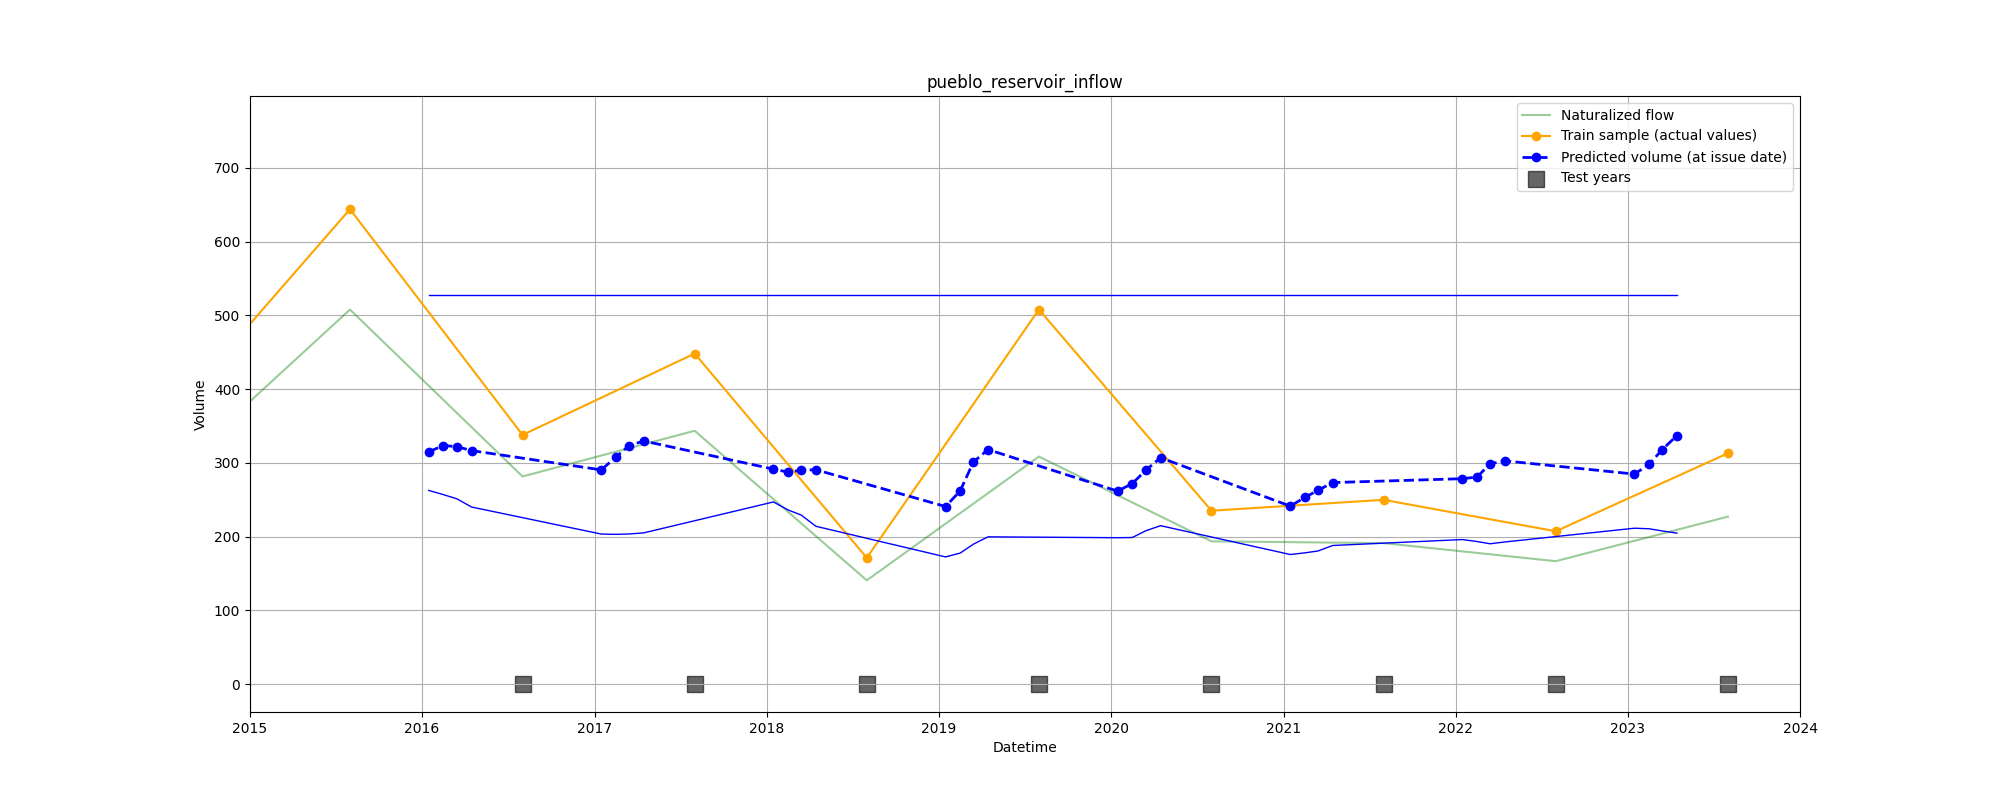 pueblo_reservoir_inflow
Naturalized flow
Train sample (actual values)
Predicted volume (at issue date)
Test years
700
600
500
400
300
200
100
0
Volume
2015 2016 2017 2018 2019 2020 2021 2022 2023 2024
Datetime